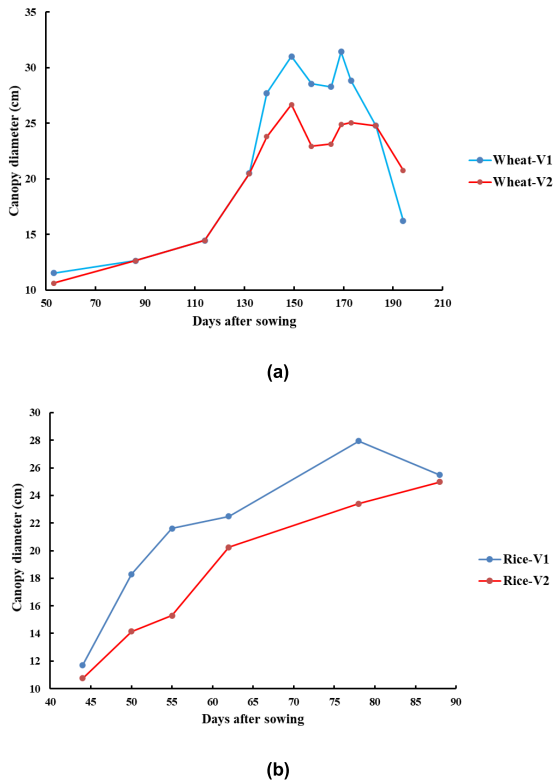 (a)
35
30
25
20
15
10
Canopy diameter (cm)
50 70 90 110 130 150 170 190 210
Days after sowing
Wheat-V1
Wheat-V2
(a)
30
28
26
24
22
20
18
16
14
12
10
Canopy diameter (cm)
40 45 50 55 60 65 70 75 80 85 90
Days after sowing
Rice-V1
Rice-V2
(b)